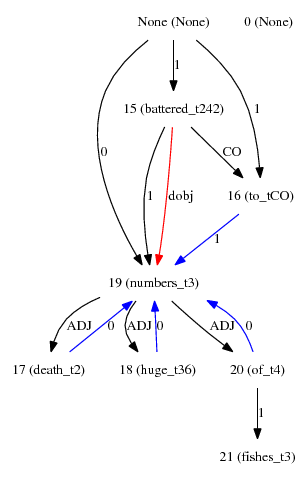 None (None) 0 (None)
1
15 (battered_t242)
0 1 dobj CO 1
16 (to_tCO)
1
19 (numbers_t3)
ADJ 0 ADJ 0 ADJ 0
17 (death_t2) 18 (huge_t36) 20 (of_t4)
1
21 (fishes_t3)